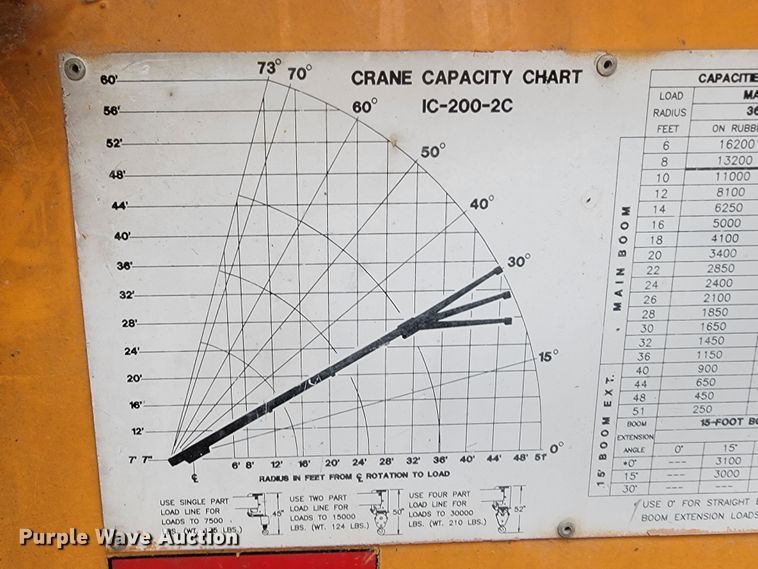 73° 70°
CRANE CAPACITY CHART
IC-200-2C
60'
56'
52'
48'
44'
40'
36'
32'
28'
24'
20'
16'
12'
7' 7"
60°
50°
40°
30°
15°
0°
6' 8' 12' 16' 20' 24' 28' 32' 36' 40' 44' 48' 51'
RADIUS IN FEET FROM ℄ ROTATION TO LOAD
USE SINGLE PART
LOAD LINE FOR
LOADS TO 7500
45"
USE TWO PART
LOAD LINE FOR
LOADS TO 15000
LBS. (WT. 124 LBS.)
50"
USE FOUR PART
LOAD LINE FOR
LOADS TO 30000
LBS. (WT. 210 LBS.)
52"
LOAD
RADIUS
FEET
ON
MAIN BOOM
6 16200
8 13200
10 11000
12 8100
14 6250
16 5000
18 4100
20 3400
22 2850
24 2400
26 2100
28 1850
30 1650
32 1450
36 1150
15' BOOM EXT.
40 900
44 650
48 450
51 250
BOOM
EXTENSION
ANGLE
15-FOOT
0° 15°
*0° --- 3100
15° --- 3000
30° --- ---
USE 0° FOR STRAIGHT
BOOM EXTENSION LOADS
Purple Wave Auction